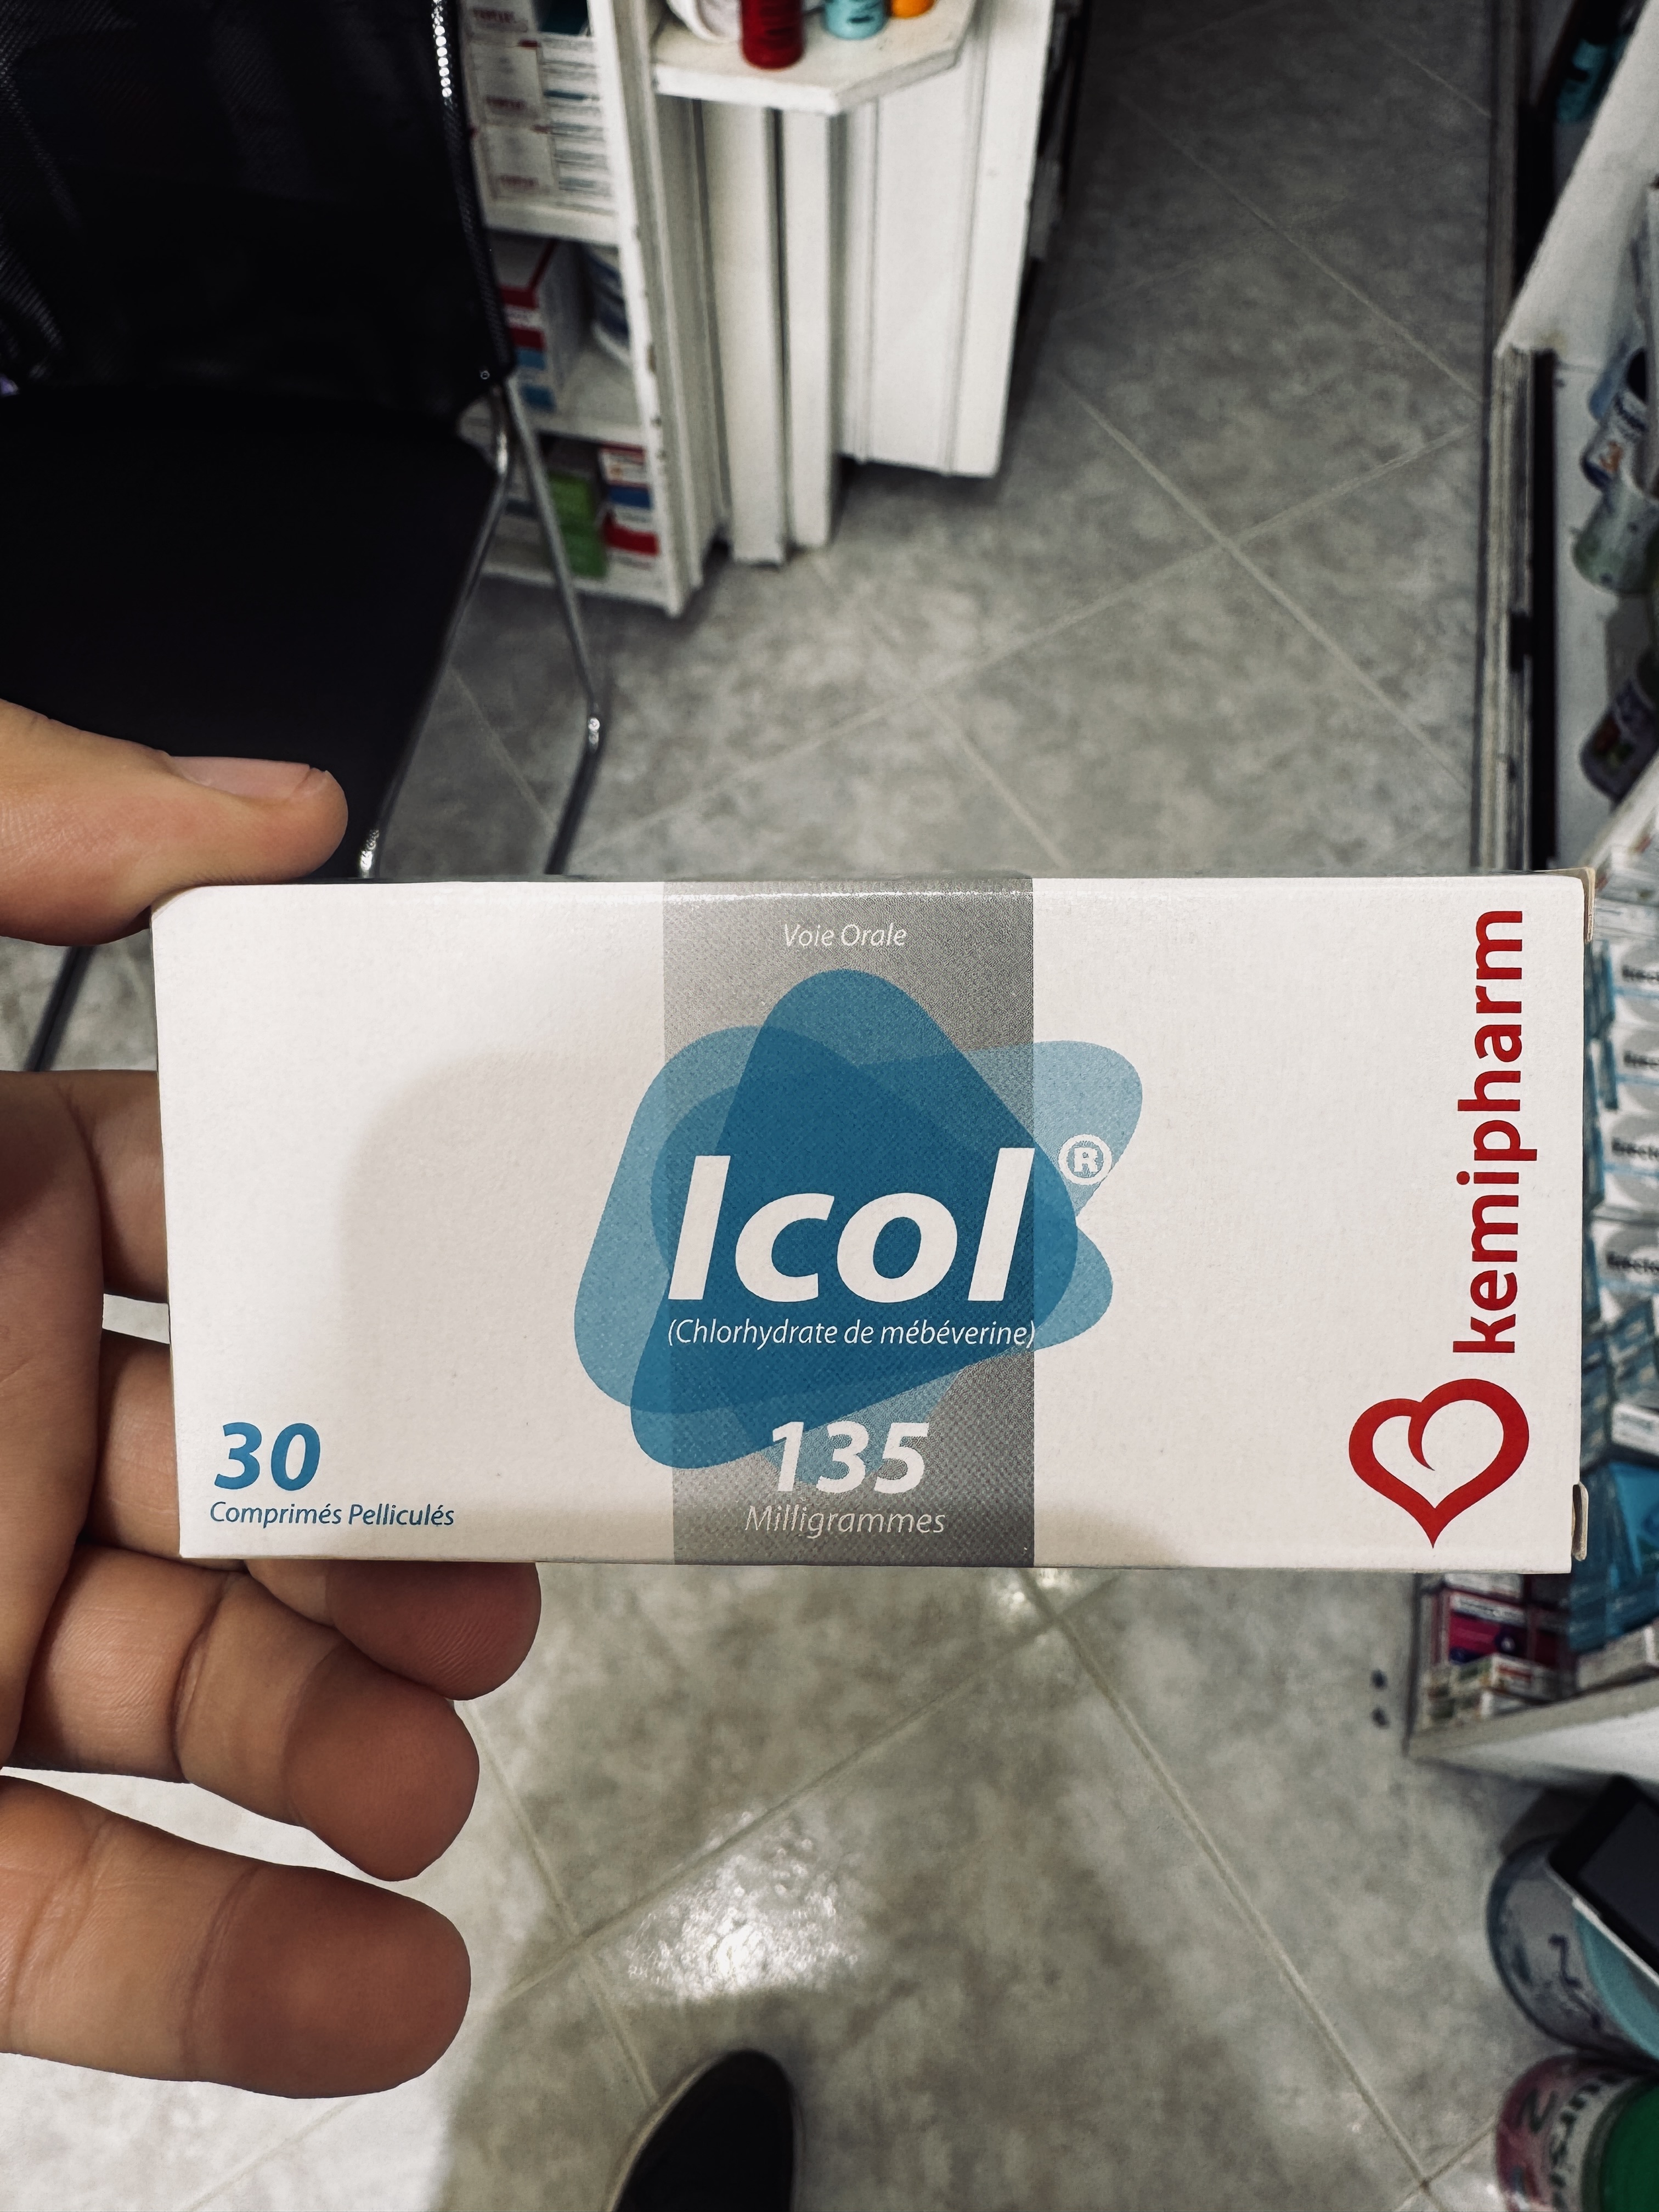 Voie Orale
Icol®
(Chlorhydrate de mébéverine)
135
Milligrammes
30
Comprimés Pelliculés
kemipharm